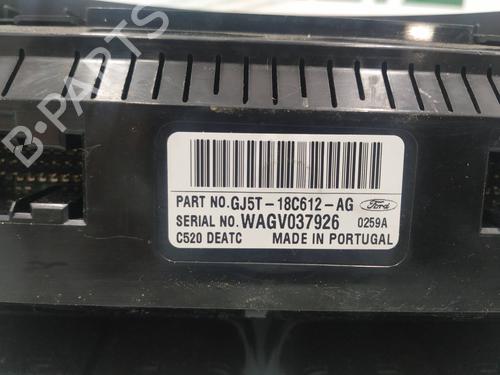 B-PARTS
PART NO.GJ5T-18C612-AG Ford
SERIAL NO.WAGV037926 0259A
C520 DEATC MADE IN PORTUGAL